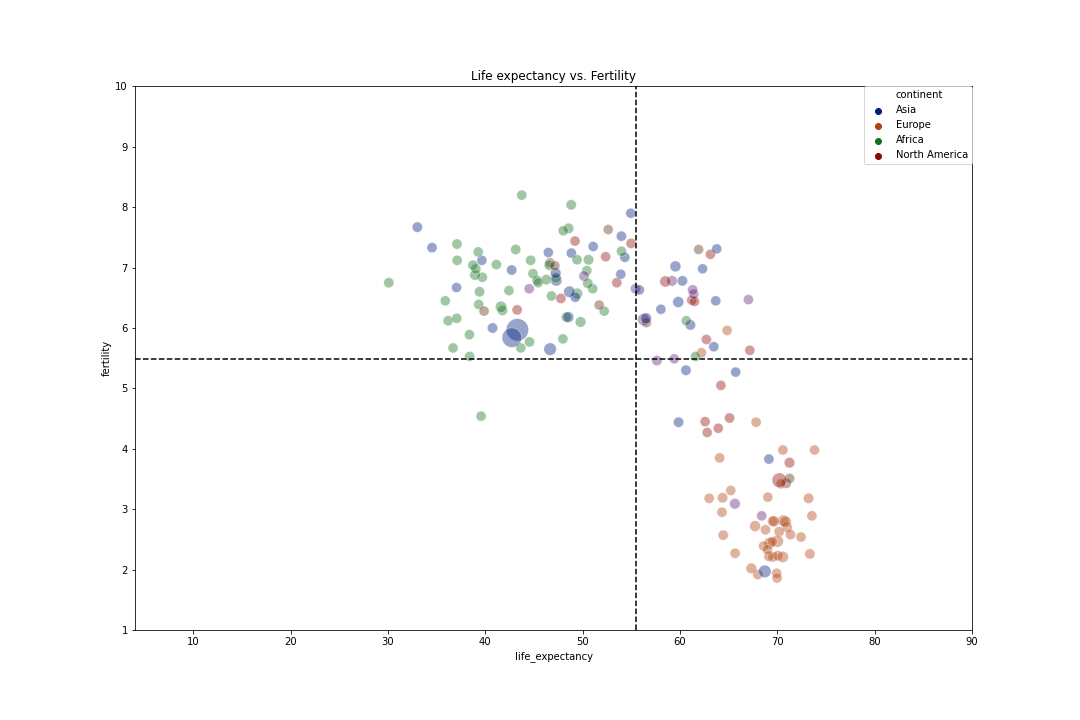 Life expectancy vs. Fertility
continent
Asia
Europe
Africa
North America
fertility
10
9
8
7
6
5
4
3
2
1
10 20 30 40 50 60 70 80 90
life_expectancy